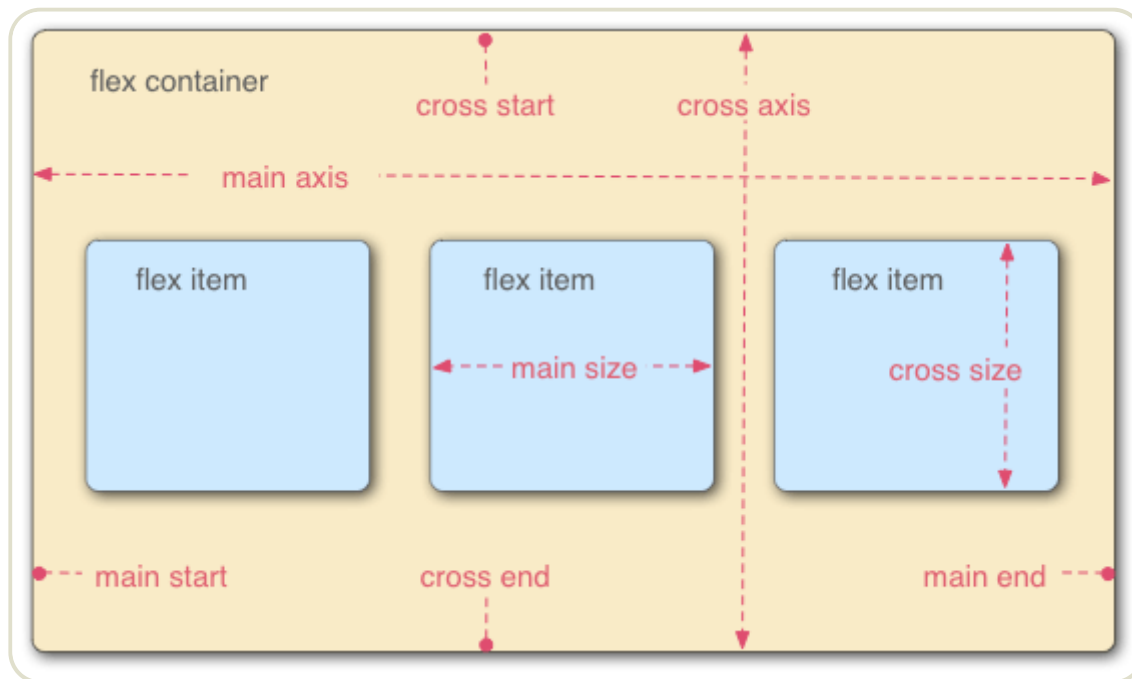 flex container
cross start
cross axis
main axis
flex item
flex item
flex item
main size
cross size
main start
cross end
main end